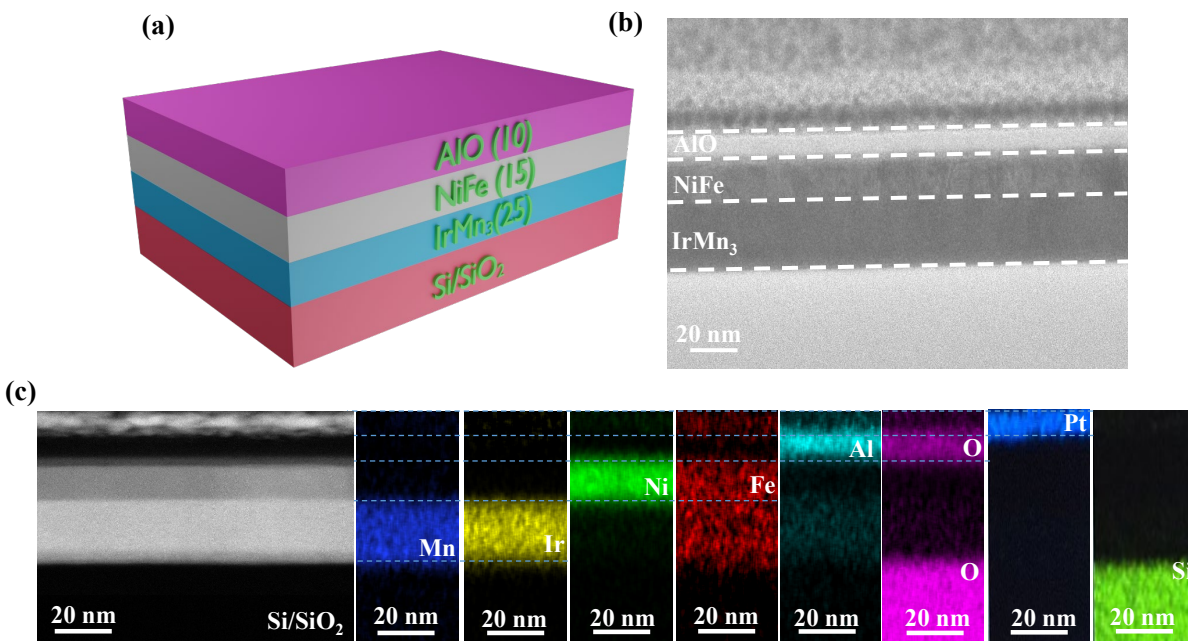 (a)
AlO (10)
NiFe (15)
IrMn₃(25)
Si/SiO₂
(b)
AlO
NiFe
IrMn₃
20 nm
(c)
Mn
Ir
Ni
Fe
Al
O
O
Pt
Si
Si/SiO₂
20 nm
20 nm
20 nm
20 nm
20 nm
20 nm
20 nm
20 nm
20 nm